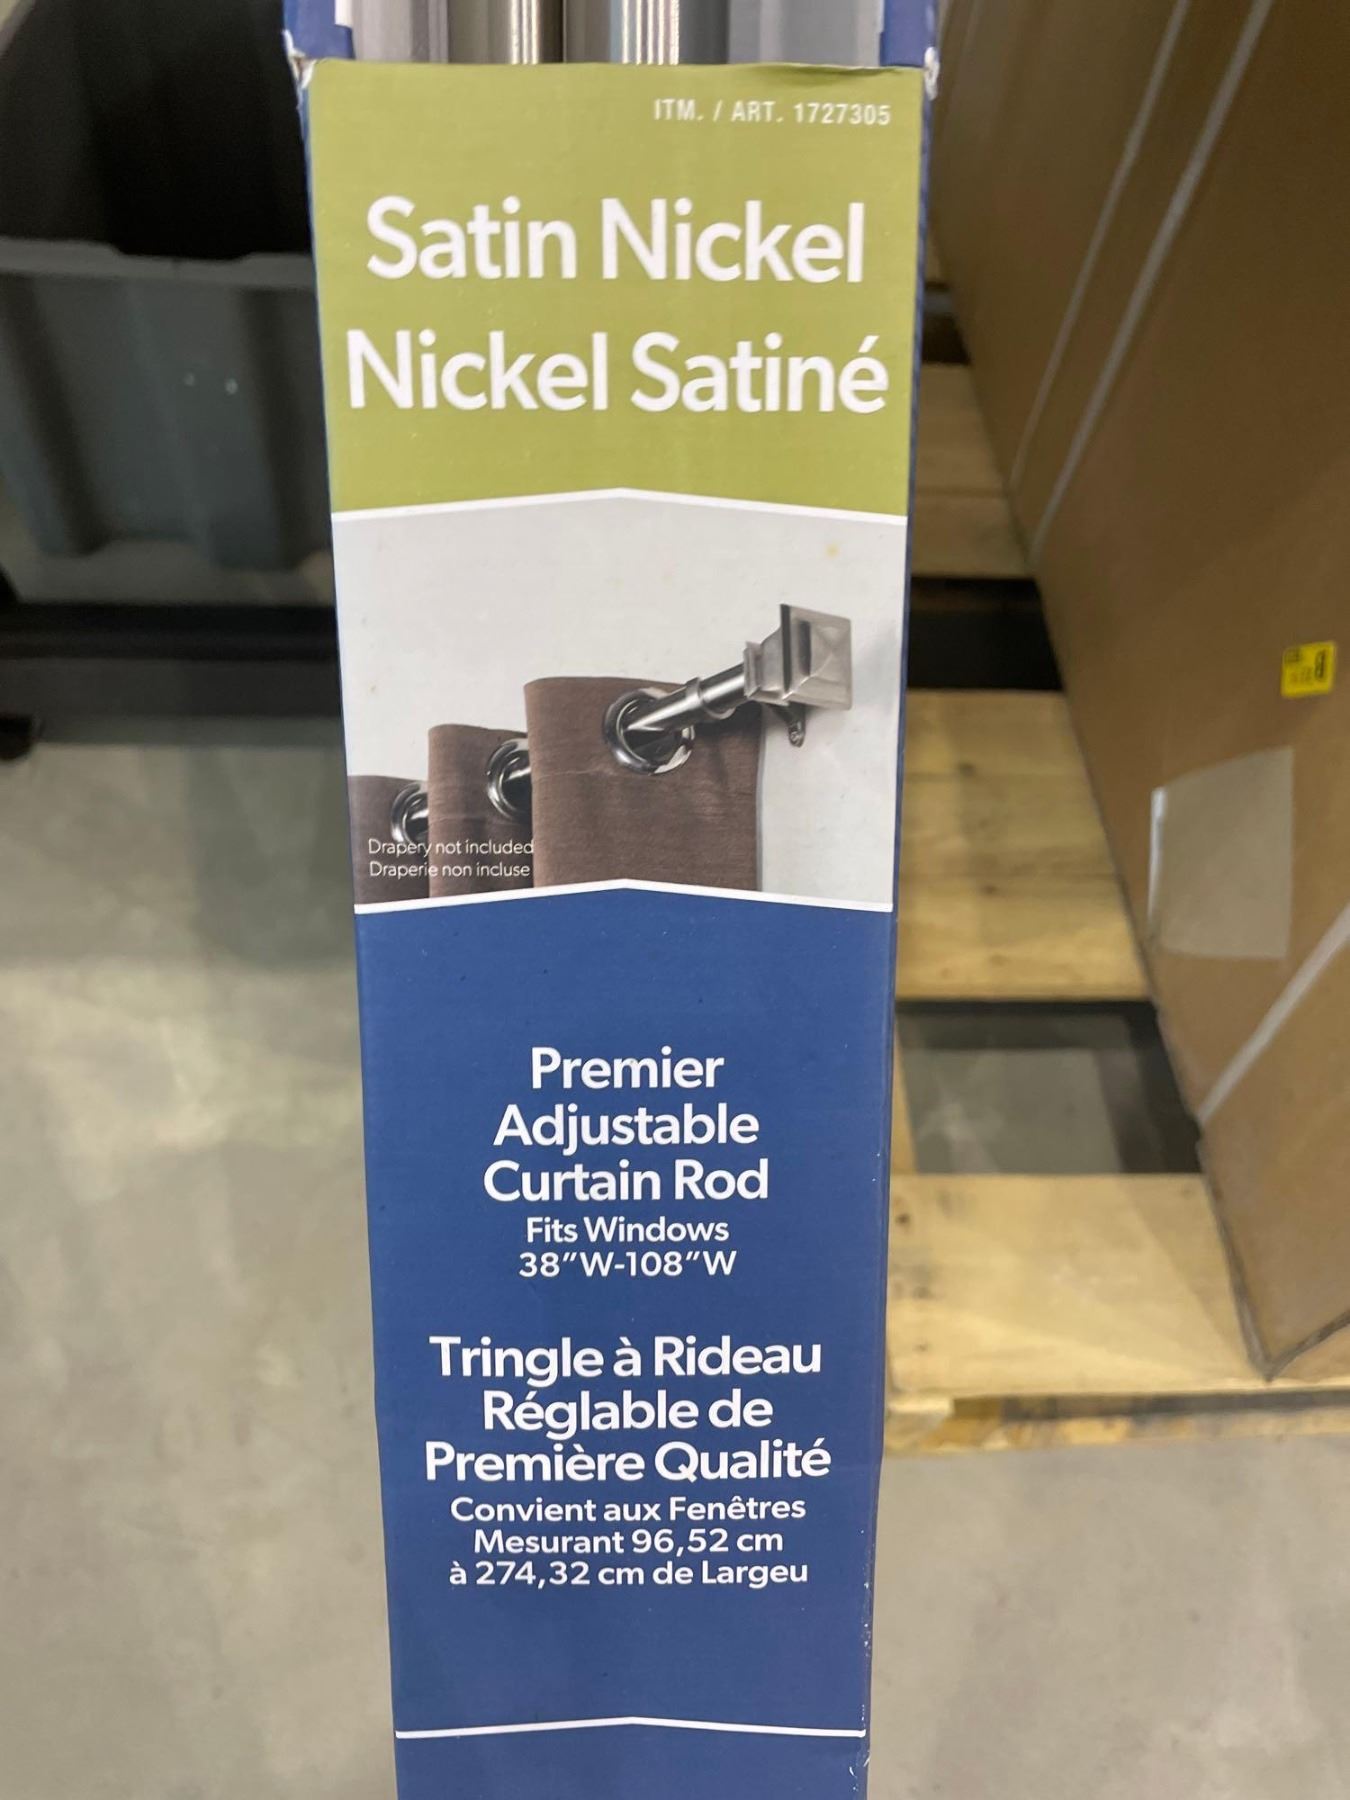 ITM. / ART. 1727305
Satin Nickel
Nickel Satiné
Drapery not included
Draperie non incluse
Premier
Adjustable
Curtain Rod
Fits Windows
38"W-108"W
Tringle à Rideau
Réglable de
Première Qualité
Convient aux Fenêtres
Mesurant 96,52 cm
à 274,32 cm de Largeu